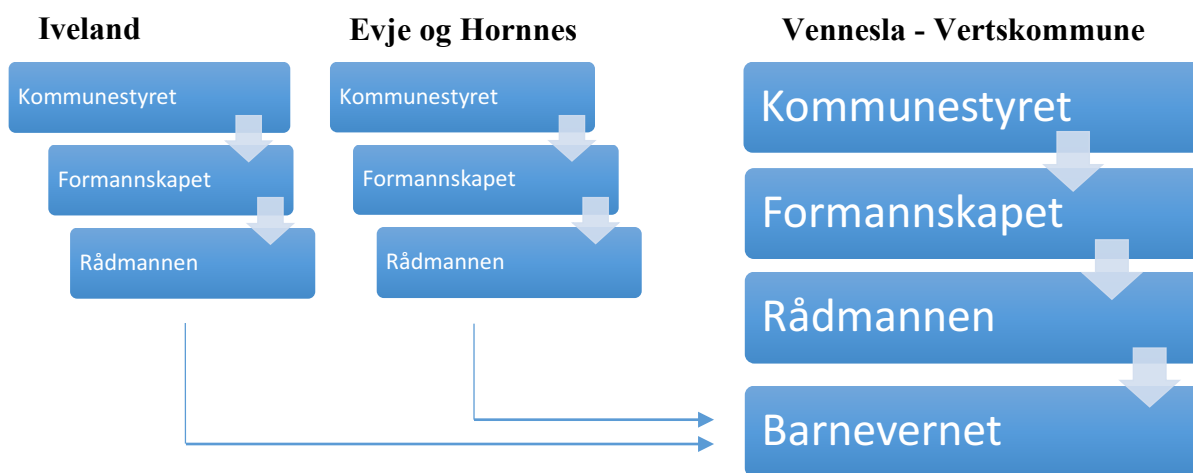 Iveland
Kommunestyret
Formannskapet
Rådmannen
Evje og Hornnes
Kommunestyret
Formannskapet
Rådmannen
Vennesla - Vertskommune
Kommunestyret
Formannskapet
Rådmannen
Barnevernet